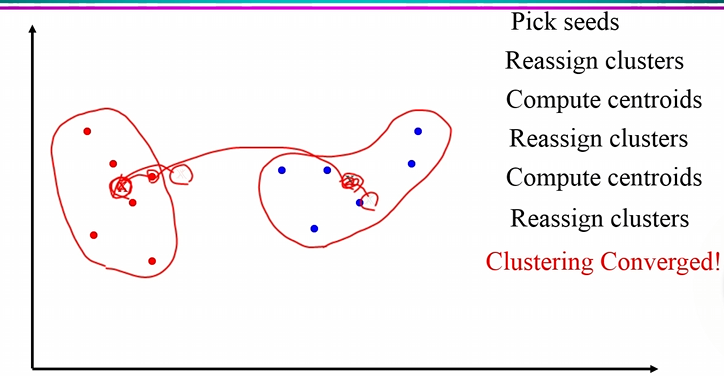 Pick seeds
Reassign clusters
Compute centroids
Reassign clusters
Compute centroids
Reassign clusters
Clustering Converged!